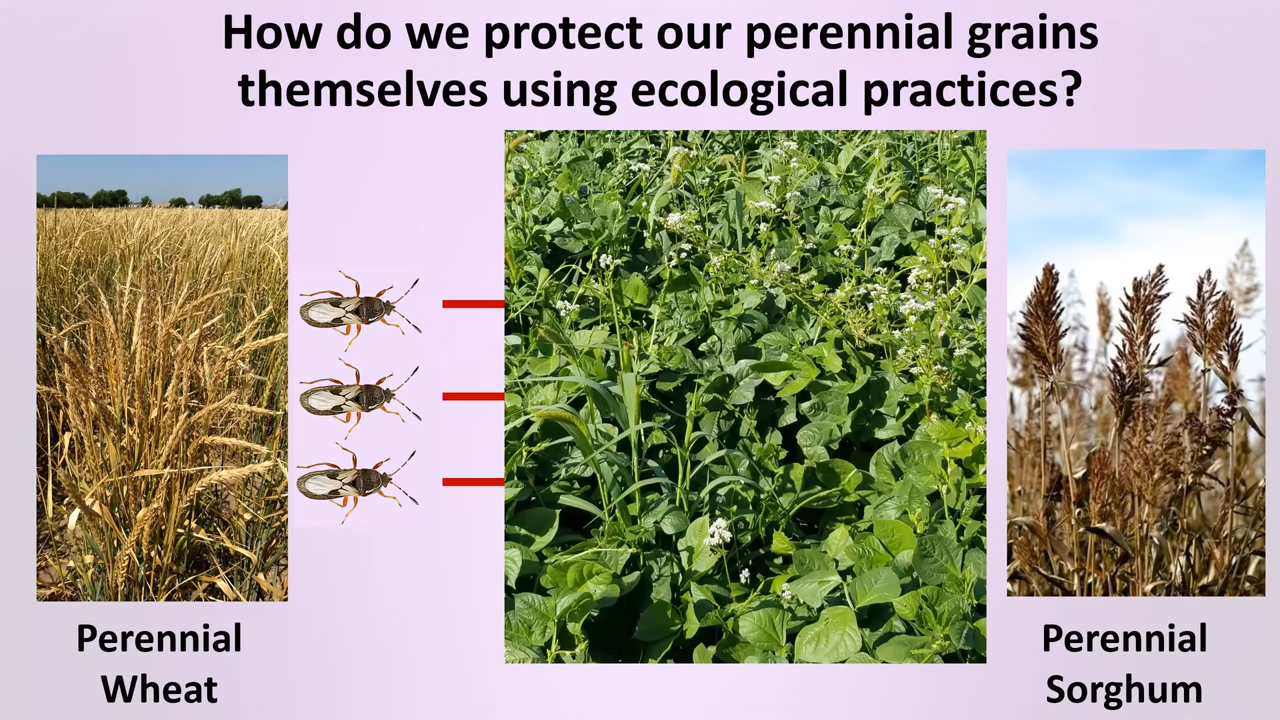 How do we protect our perennial grains
themselves using ecological practices?
Perennial
Wheat
Perennial
Sorghum